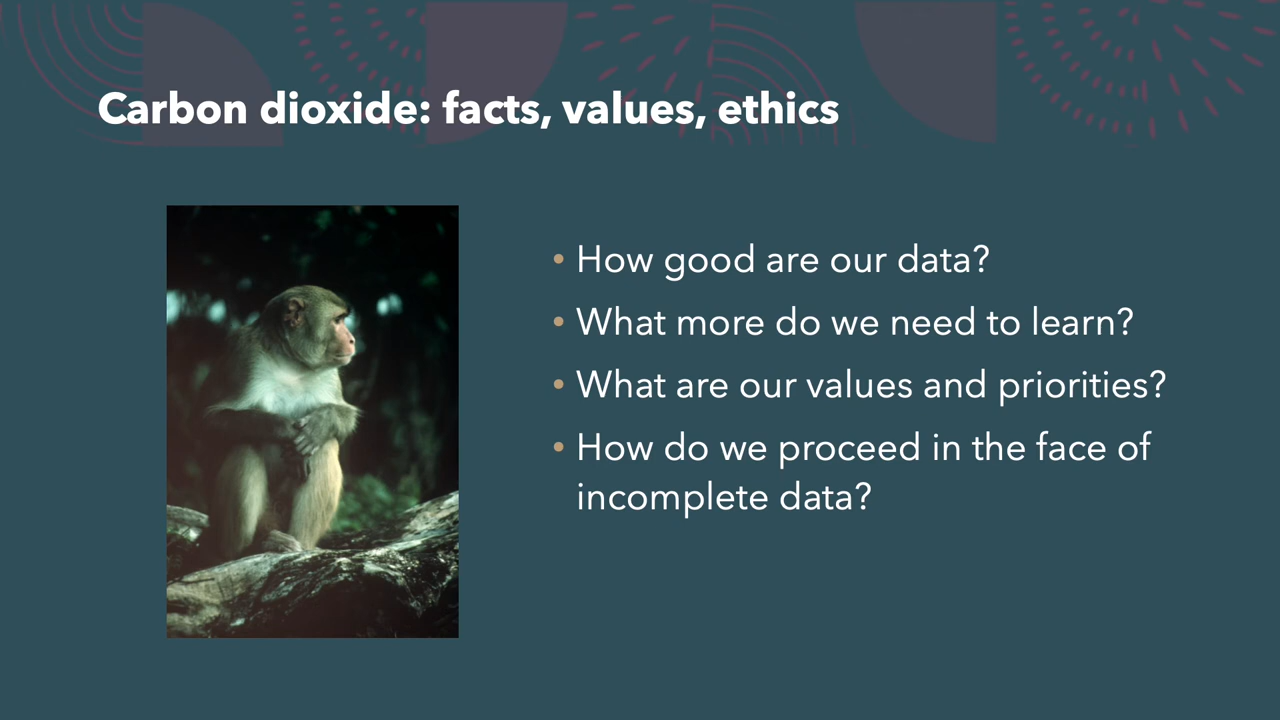 Carbon dioxide: facts, values, ethics
• How good are our data?
• What more do we need to learn?
• What are our values and priorities?
• How do we proceed in the face of
incomplete data?